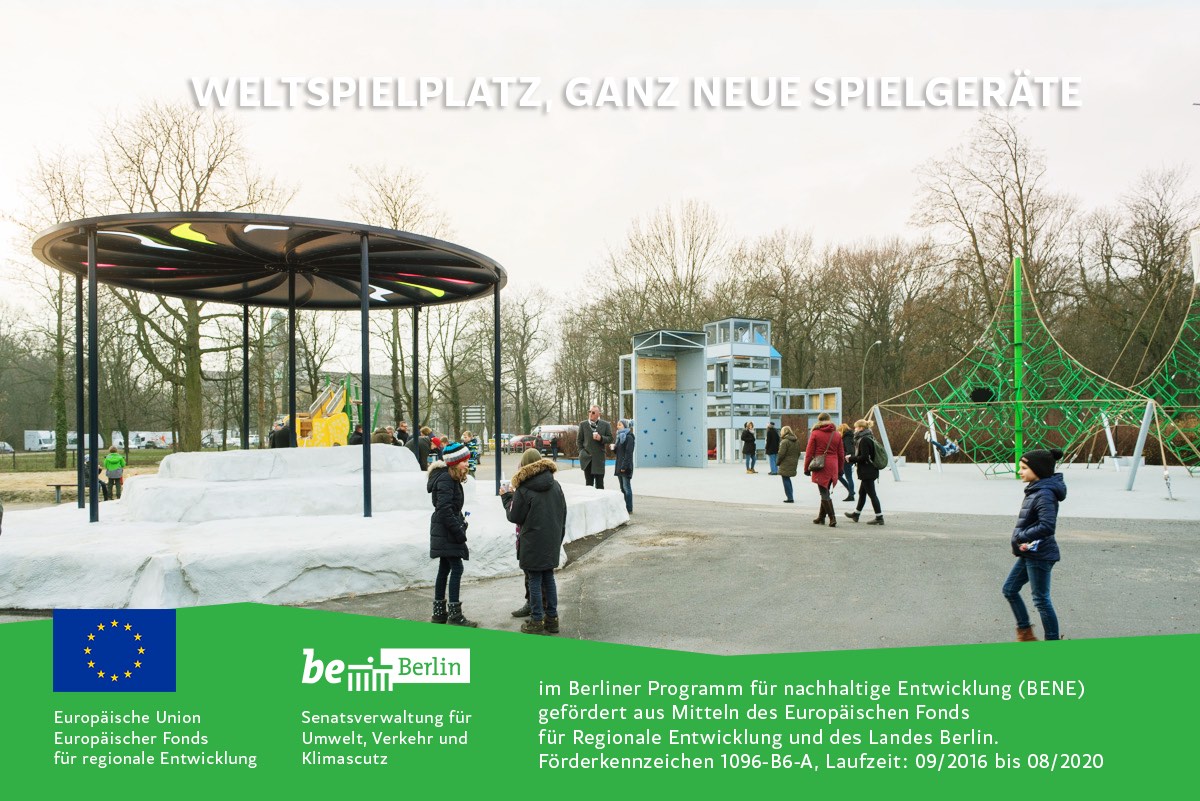 WELTSPIELPLATZ, GANZ NEUE SPIELGERÄTE
be Berlin
Europäische Union
Europäischer Fonds
für regionale Entwicklung
Senatsverwaltung für
Umwelt, Verkehr und
Klimascutz
im Berliner Programm für nachhaltige Entwicklung (BENE)
gefördert aus Mitteln des Europäischen Fonds
für Regionale Entwicklung und des Landes Berlin.
Förderkennzeichen 1096-B6-A, Laufzeit: 09/2016 bis 08/2020